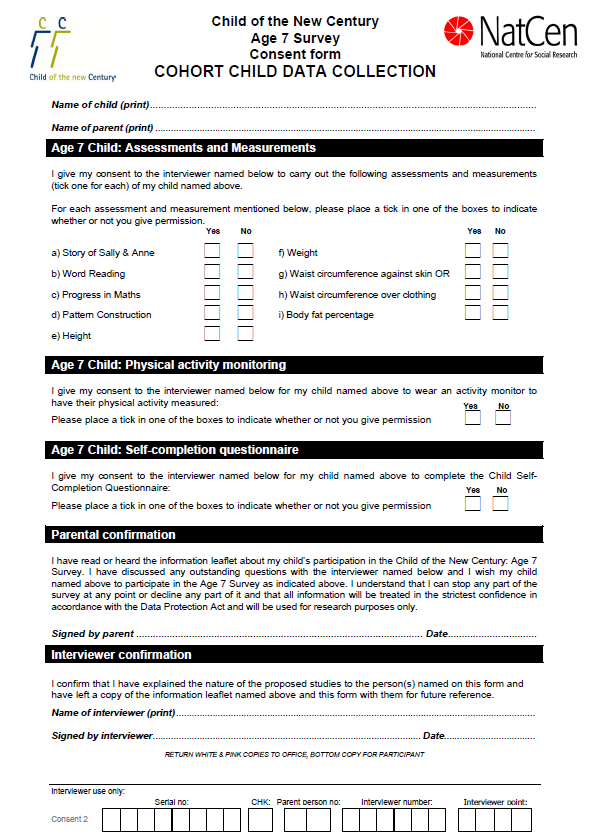 C C
Child of the new Century
Child of the New Century
Age 7 Survey
Consent form
COHORT CHILD DATA COLLECTION
NatCen
National Centre for Social Research
Name of child (print)
Name of parent (print)
Age 7 Child: Assessments and Measurements
I give my consent to the interviewer named below to carry out the following assessments and measurements
(tick one for each) of my child named above.
For each assessment and measurement mentioned below, please place a tick in one of the boxes to indicate
whether or not you give permission.
Yes No Yes No
a) Story of Sally & Anne f) Weight
b) Word Reading g) Waist circumference against skin OR
c) Progress in Maths h) Waist circumference over clothing
d) Pattern Construction i) Body fat percentage
e) Height
Age 7 Child: Physical activity monitoring
I give my consent to the interviewer named below for my child named above to wear an activity monitor to
have their physical activity measured:
Yes No
Please place a tick in one of the boxes to indicate whether or not you give permission
Age 7 Child: Self-completion questionnaire
I give my consent to the interviewer named below for my child named above to complete the Child Self-
Completion Questionnaire:
Yes No
Please place a tick in one of the boxes to indicate whether or not you give permission
Parental confirmation
I have read or heard the information leaflet about my child's participation in the Child of the New Century: Age 7
Survey. I have discussed any outstanding questions with the interviewer named below and I wish my child
named above to participate in the Age 7 Survey as indicated above. I understand that I can stop any part of the
survey at any point or decline any part of it and that all information will be treated in the strictest confidence in
accordance with the Data Protection Act and will be used for research purposes only.
Signed by parent Date
Interviewer confirmation
I confirm that I have explained the nature of the proposed studies to the person(s) named on this form and
have left a copy of the information leaflet named above and this form with them for future reference.
Name of interviewer (print)
Signed by interviewer Date
RETURN WHITE & PINK COPIES TO OFFICE, BOTTOM COPY FOR PARTICIPANT
Interviewer use only:
Serial no: CHK: Parent person no: Interviewer number: Interviewer point:
Consent 2